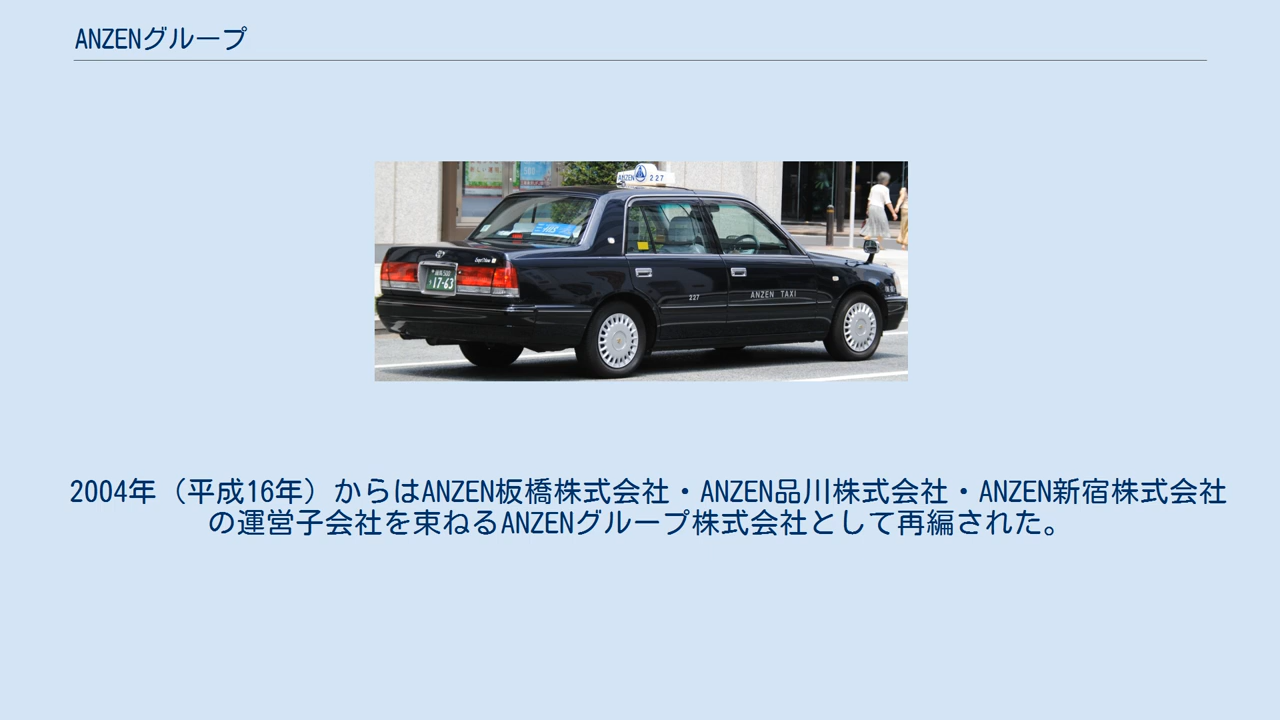 ANZENグループ
ANZEN 227
17-63
227
ANZEN TAXI
2004年（平成16年）からはANZEN板橋株式会社・ANZEN品川株式会社・ANZEN新宿株式会社
の運営子会社を束ねるANZENグループ株式会社として再編された。